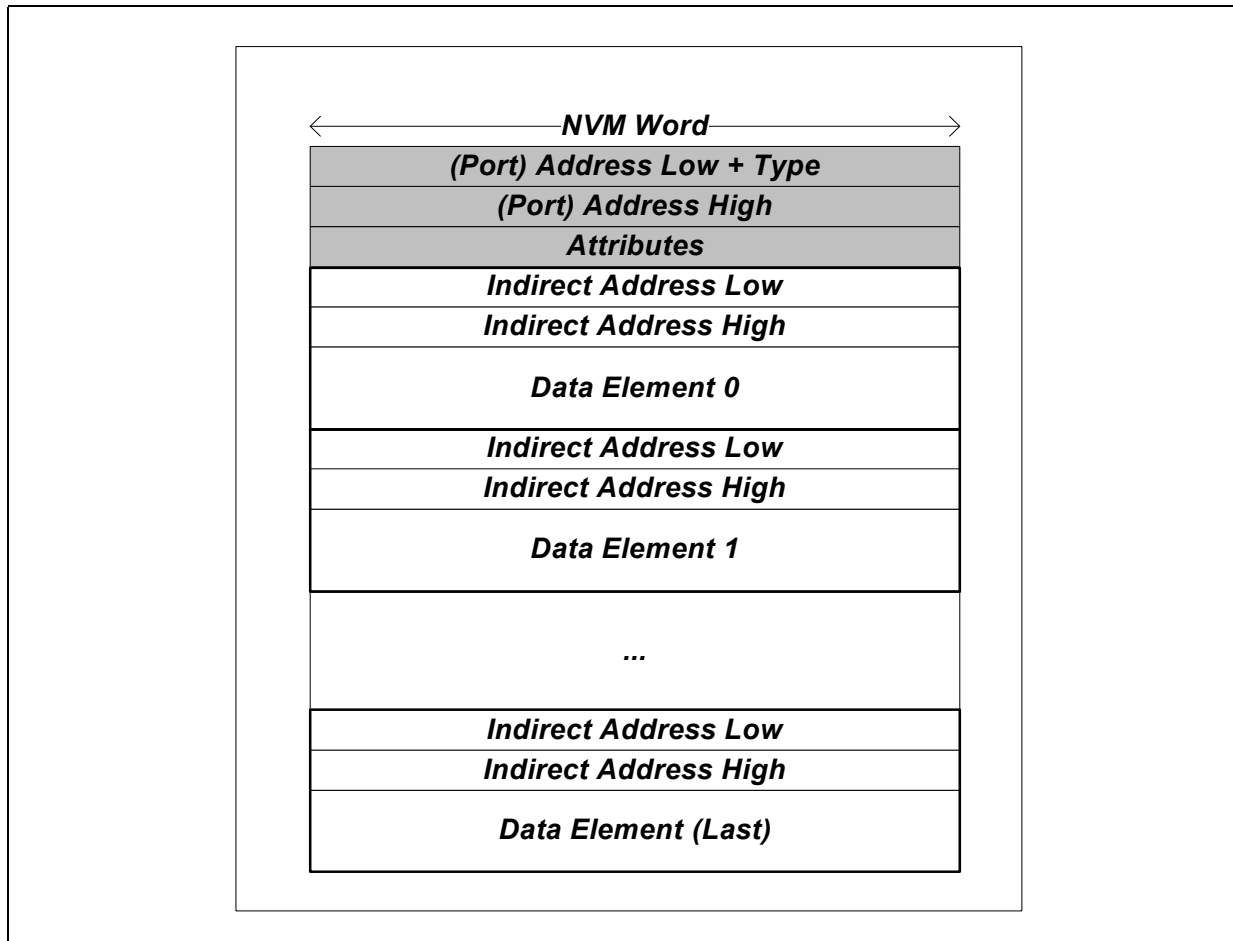 NVM Word
(Port) Address Low + Type
(Port) Address High
Attributes
Indirect Address Low
Indirect Address High
Data Element 0
Indirect Address Low
Indirect Address High
Data Element 1
...
Indirect Address Low
Indirect Address High
Data Element (Last)